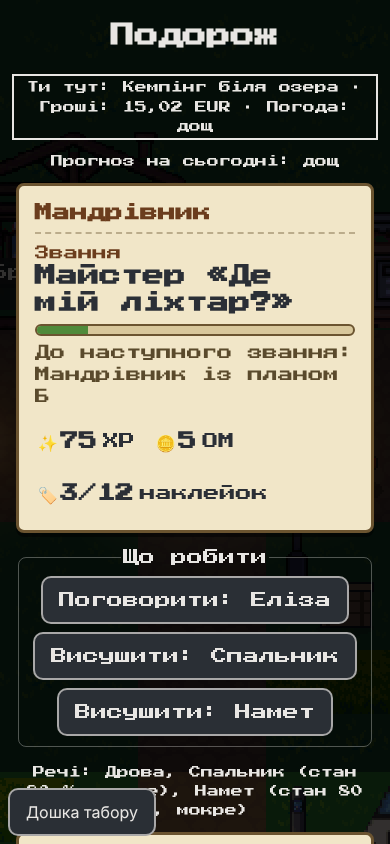 Подорож
Ти тут: Кемпінг біля озера ·
Гроші: 15,02 EUR · Погода:
дощ
Прогноз на сьогодні: дощ
Мандрівник
Звання
Майстер «Де
мій ліхтар?»
До наступного звання:
Мандрівник із планом
Б
75 XP 5 ОМ
3/12 наклейок
Що робити
Поговорити: Еліза
Висушити: Спальник
Висушити: Намет
Речі: Дрова, Спальник (стан
Намет (стан 80
мокре)
Дошка табору